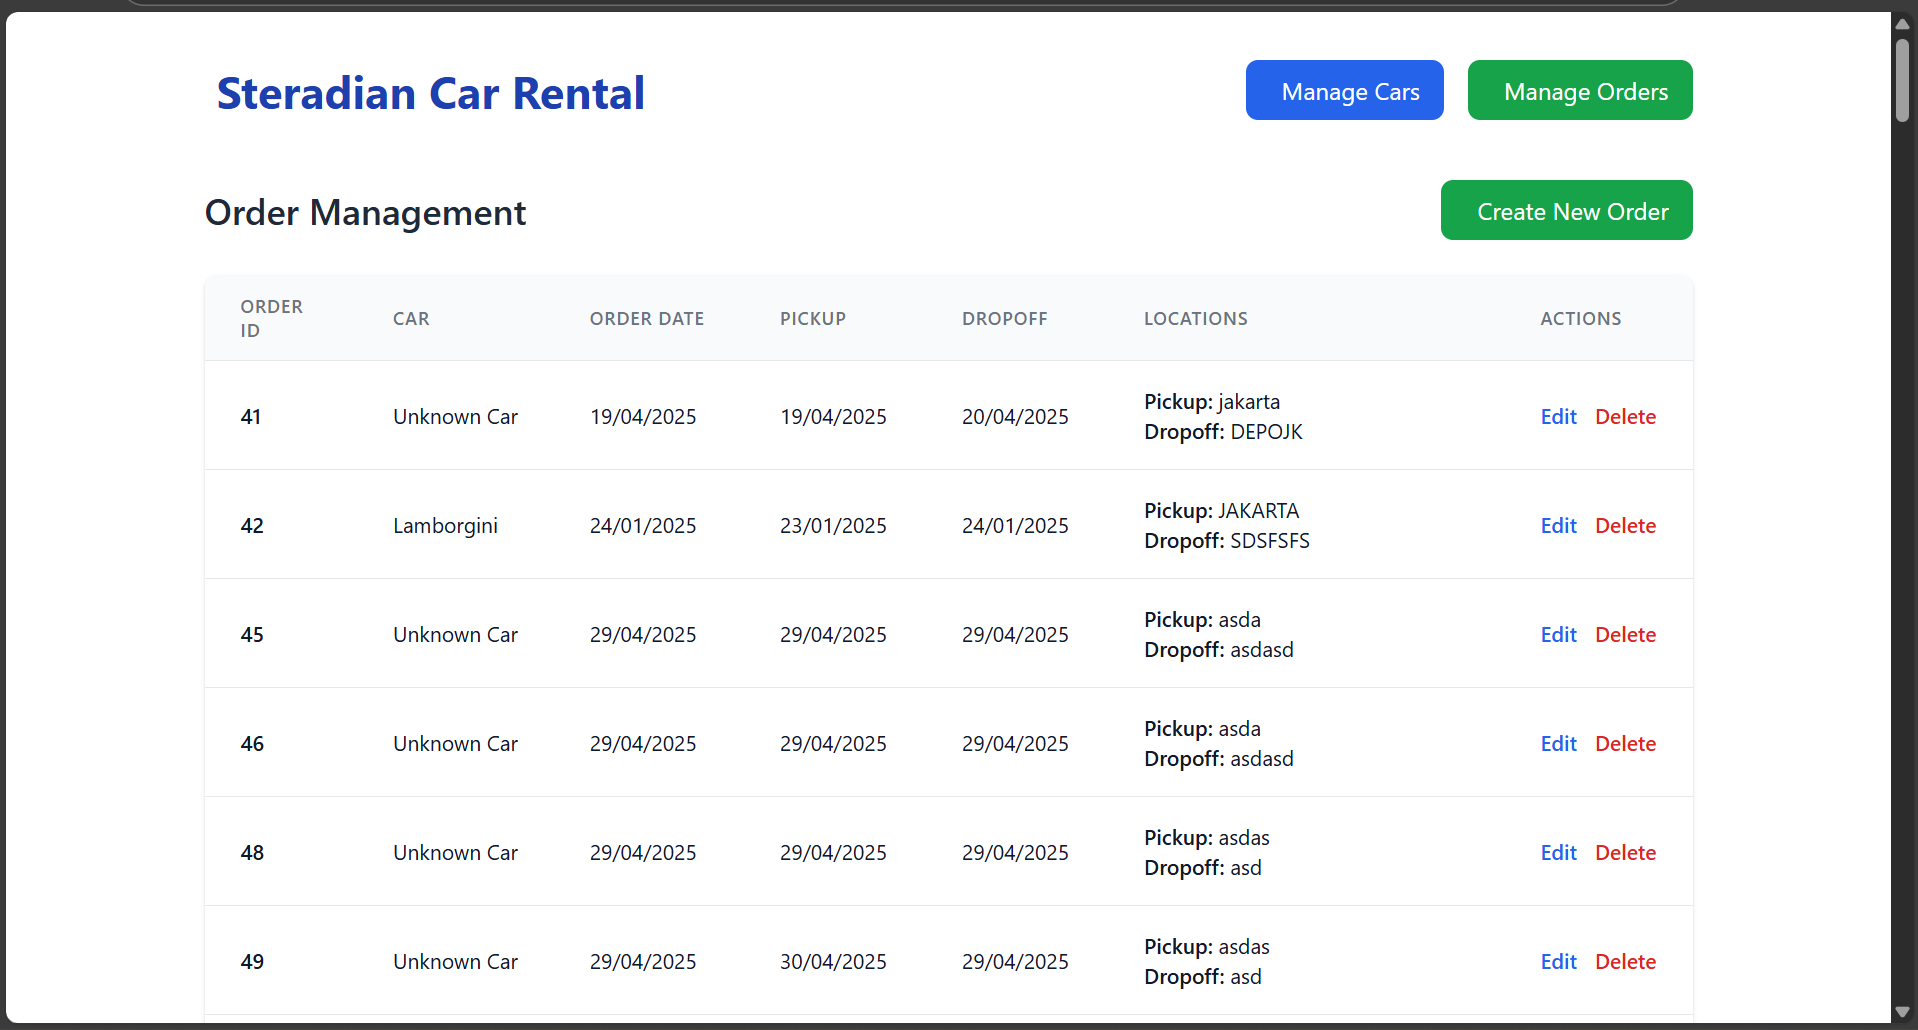 Steradian Car Rental
Manage Cars
Manage Orders
Order Management
Create New Order
ORDER ID CAR ORDER DATE PICKUP DROPOFF LOCATIONS ACTIONS
41 Unknown Car 19/04/2025 19/04/2025 20/04/2025 Pickup: jakarta
Dropoff: DEPOJK
Edit Delete
42 Lamborgini 24/01/2025 23/01/2025 24/01/2025 Pickup: JAKARTA
Dropoff: SDSFSFS
Edit Delete
45 Unknown Car 29/04/2025 29/04/2025 29/04/2025 Pickup: asda
Dropoff: asdasd
Edit Delete
46 Unknown Car 29/04/2025 29/04/2025 29/04/2025 Pickup: asda
Dropoff: asdasd
Edit Delete
48 Unknown Car 29/04/2025 29/04/2025 29/04/2025 Pickup: asdas
Dropoff: asd
Edit Delete
49 Unknown Car 29/04/2025 30/04/2025 29/04/2025 Pickup: asdas
Dropoff: asd
Edit Delete